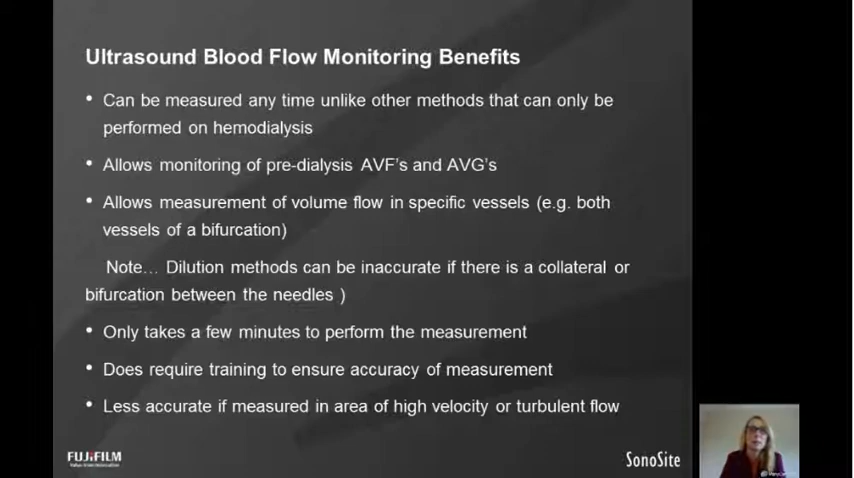 Ultrasound Blood Flow Monitoring Benefits
• Can be measured any time unlike other methods that can only be
performed on hemodialysis
• Allows monitoring of pre-dialysis AVF's and AVG's
• Allows measurement of volume flow in specific vessels (e.g. both
vessels of a bifurcation)
Note… Dilution methods can be inaccurate if there is a collateral or
bifurcation between the needles )
• Only takes a few minutes to perform the measurement
• Does require training to ensure accuracy of measurement
• Less accurate if measured in area of high velocity or turbulent flow
FUJIFILM
Value from Innovation
SonoSite